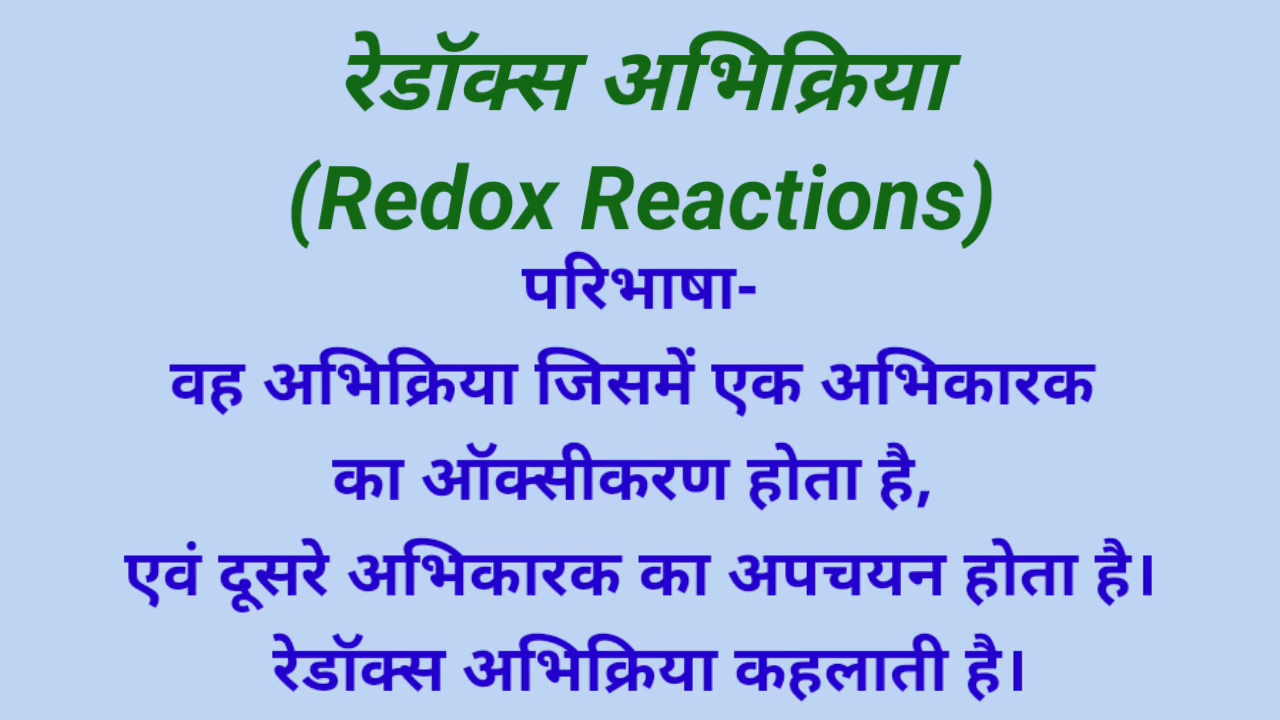 रेडॉक्स अभिक्रिया
(Redox Reactions)
परिभाषा-
वह अभिक्रिया जिसमें एक अभिकारक
का ऑक्सीकरण होता है,
एवं दूसरे अभिकारक का अपचयन होता है।
रेडॉक्स अभिक्रिया कहलाती है।